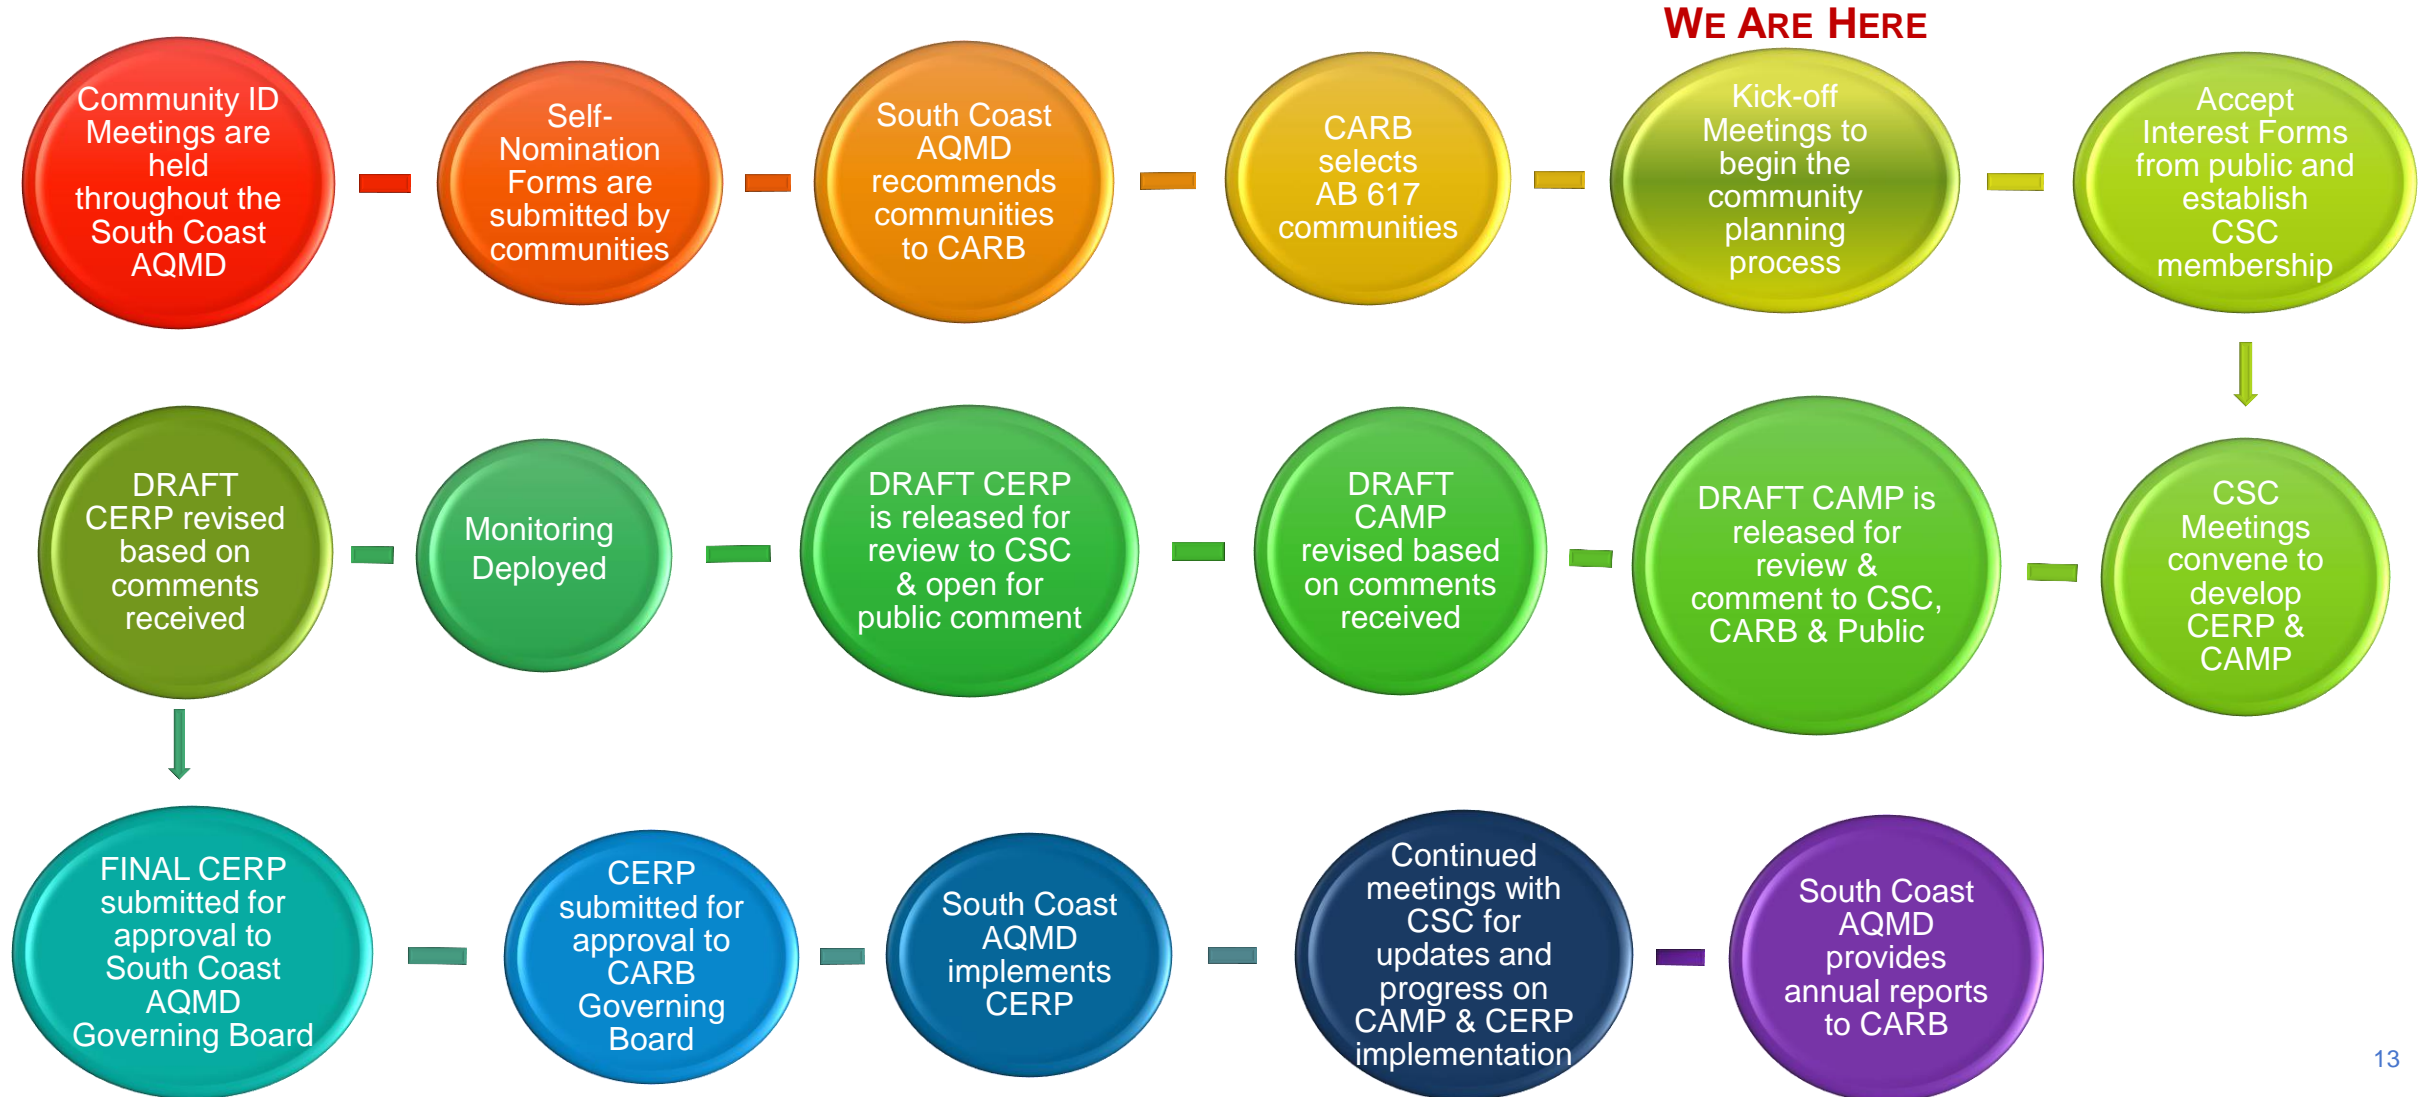 WE ARE HERE
Community ID
Meetings are
held
throughout the
South Coast
AQMD
Self-
Nomination
Forms are
submitted by
communities
South Coast
AQMD
recommends
communities
to CARB
CARB
selects
AB 617
communities
Kick-off
Meetings to
begin the
community
planning
process
Accept
Interest Forms
from public and
establish
CSC
membership
CSC
Meetings
convene to
develop
CERP &
CAMP
DRAFT CAMP is
released for
review &
comment to CSC,
CARB & Public
DRAFT
CAMP
revised based
on comments
received
DRAFT CERP
is released for
review to CSC
& open for
public comment
Monitoring
Deployed
DRAFT
CERP revised
based on
comments
received
FINAL CERP
submitted for
approval to
South Coast
AQMD
Governing Board
CERP
submitted for
approval to
CARB
Governing
Board
South Coast
AQMD
implements
CERP
Continued
meetings with
CSC for
updates and
progress on
CAMP & CERP
implementation
South Coast
AQMD
provides
annual reports
to CARB
13